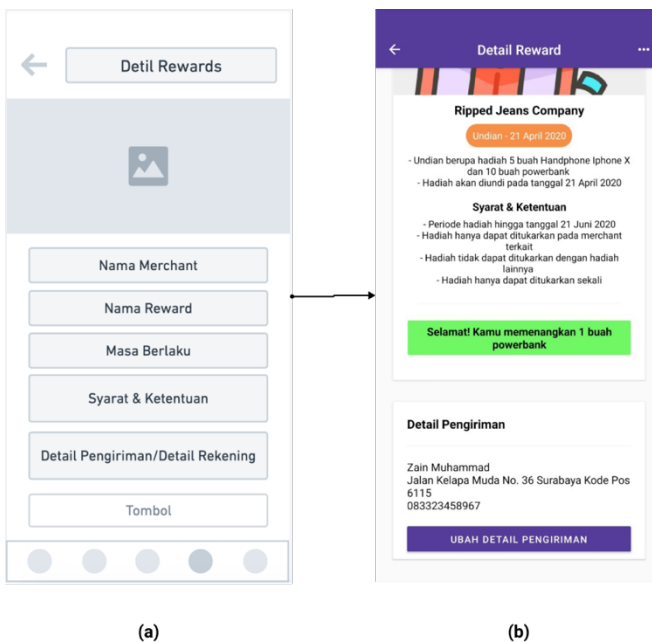 Detil Rewards
Nama Merchant
Nama Reward
Masa Berlaku
Syarat & Ketentuan
Detail Pengiriman/Detail Rekening
Tombol
(a)
Detail Reward
Ripped Jeans Company
Undian - 21 April 2020
- Undian berupa hadiah 5 buah Handphone Iphone X
dan 10 buah powerbank
- Hadiah akan diundi pada tanggal 21 April 2020
Syarat & Ketentuan
- Periode hadiah hingga tanggal 21 Juni 2020
- Hadiah hanya dapat ditukarkan pada merchant
terkait
- Hadiah tidak dapat ditukarkan dengan hadiah
lainnya
- Hadiah hanya dapat ditukarkan sekali
Selamat! Kamu memenangkan 1 buah
powerbank
Detail Pengiriman
Zain Muhammad
Jalan Kelapa Muda No. 36 Surabaya Kode Pos
6115
083323458967
UBAH DETAIL PENGIRIMAN
(b)